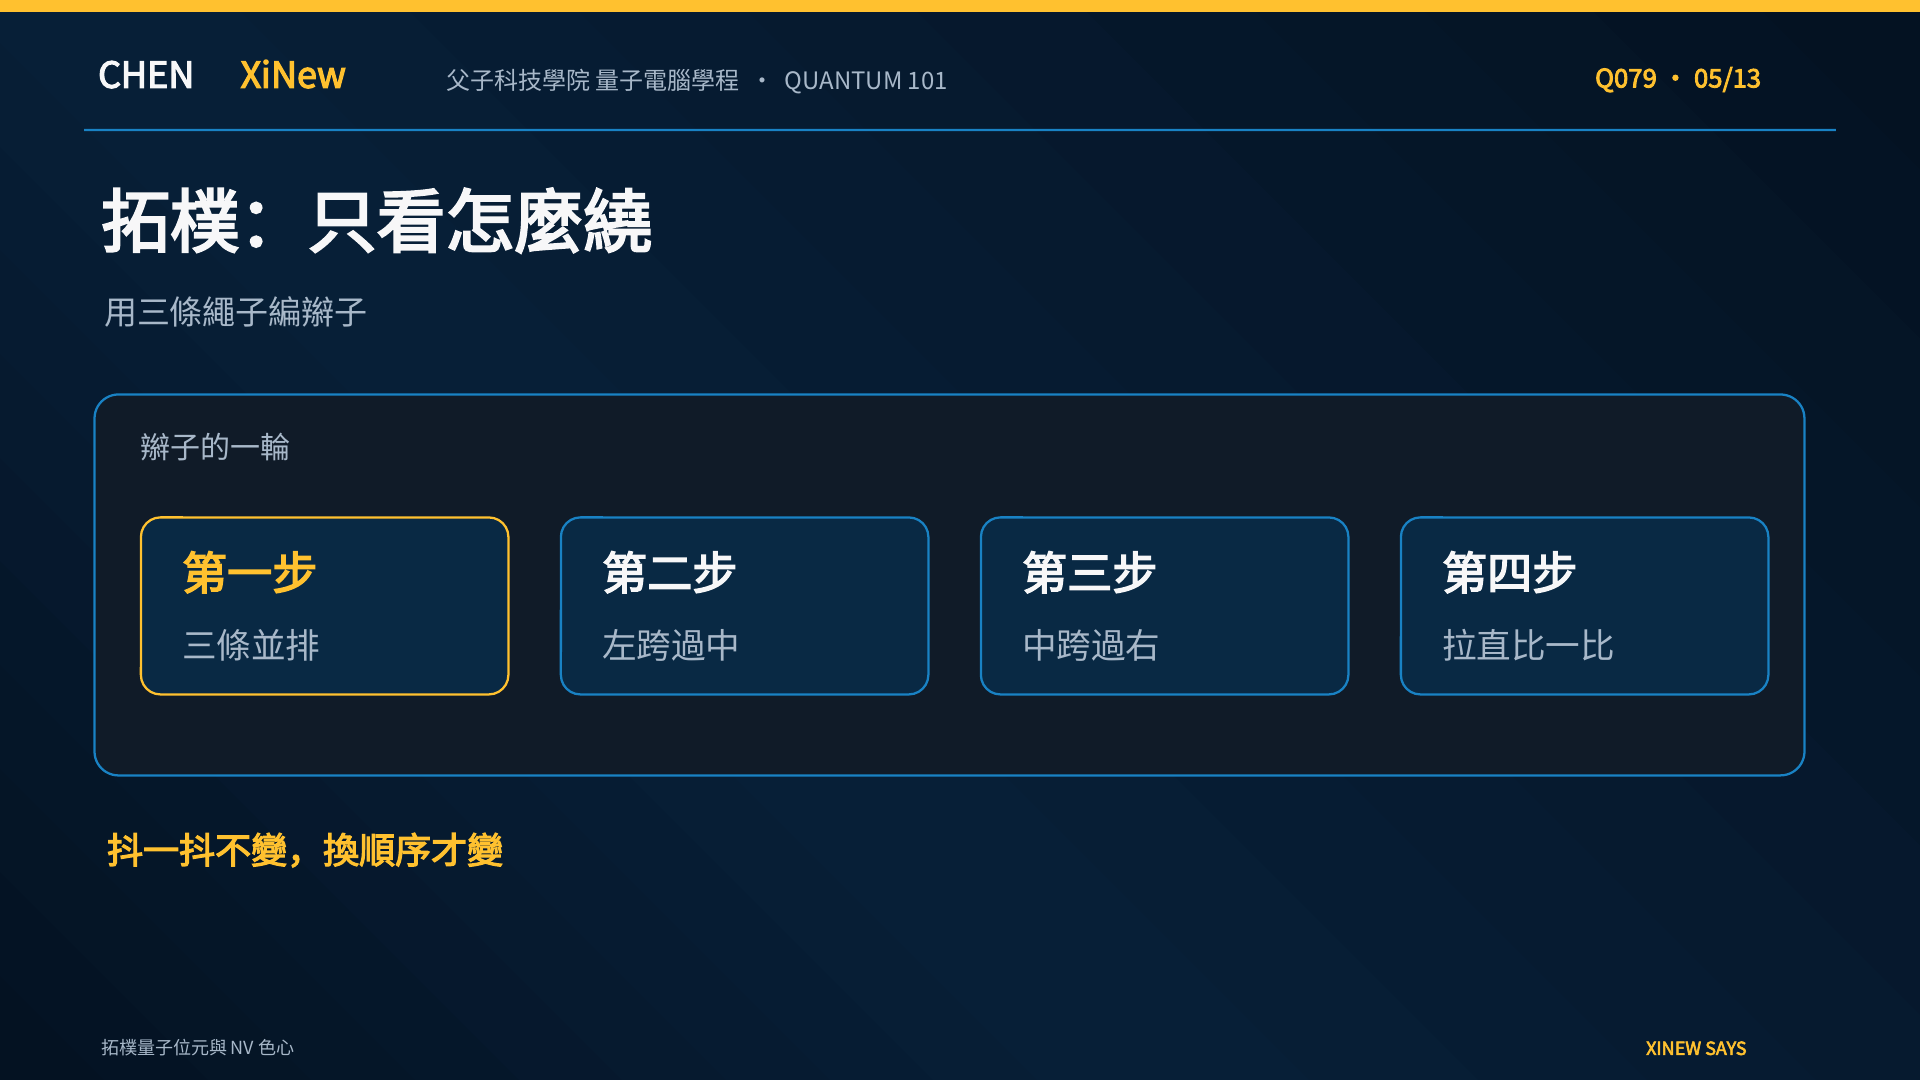 CHEN XiNew 父子科技學院 量子電腦學程 • QUANTUM 101 Q079 • 05/13
拓樸：只看怎麼繞
用三條繩子編辮子
辮子的一輪
第一步 第二步 第三步 第四步
三條並排 左跨過中 中跨過右 拉直比一比
抖一抖不變，換順序才變
拓樸量子位元與 NV 色心 XINEW SAYS